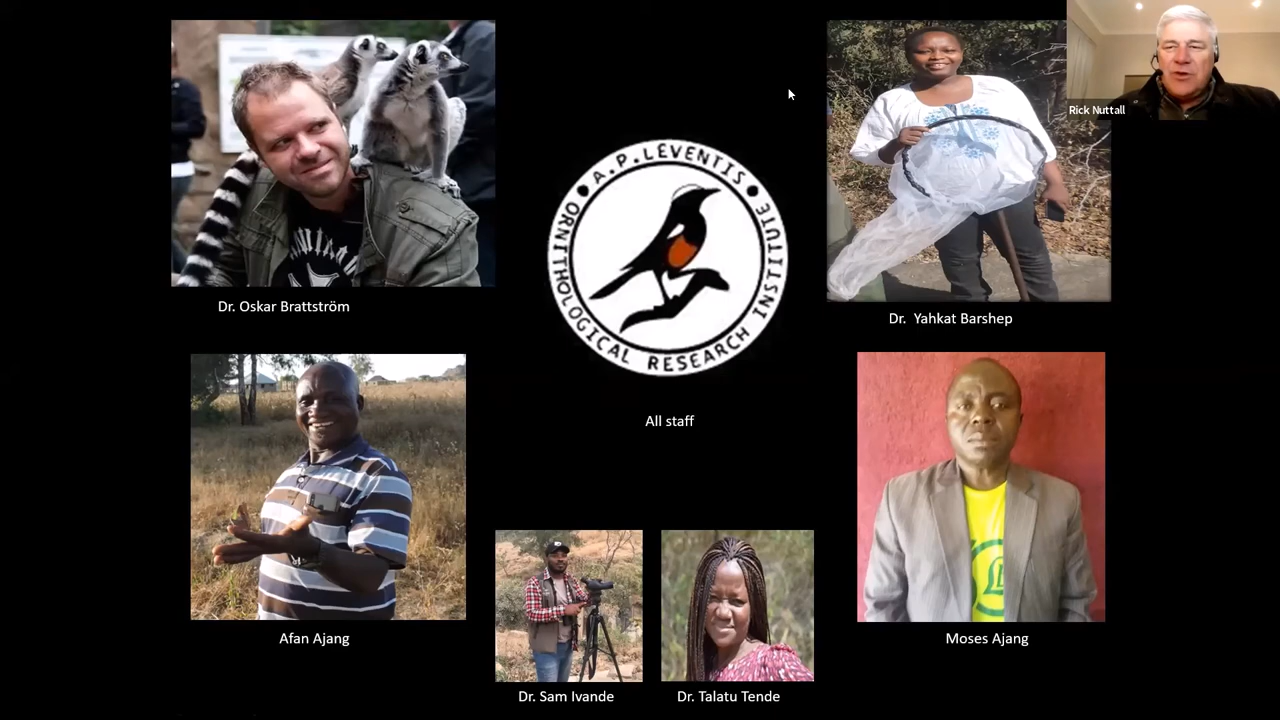 Rick Nuttall
A.P.LEVENTIS
ORNITHOLOGICAL RESEARCH INSTITUTE
Dr. Oskar Brattström
Dr. Yahkat Barshep
All staff
Afan Ajang
Moses Ajang
Dr. Sam Ivande
Dr. Talatu Tende